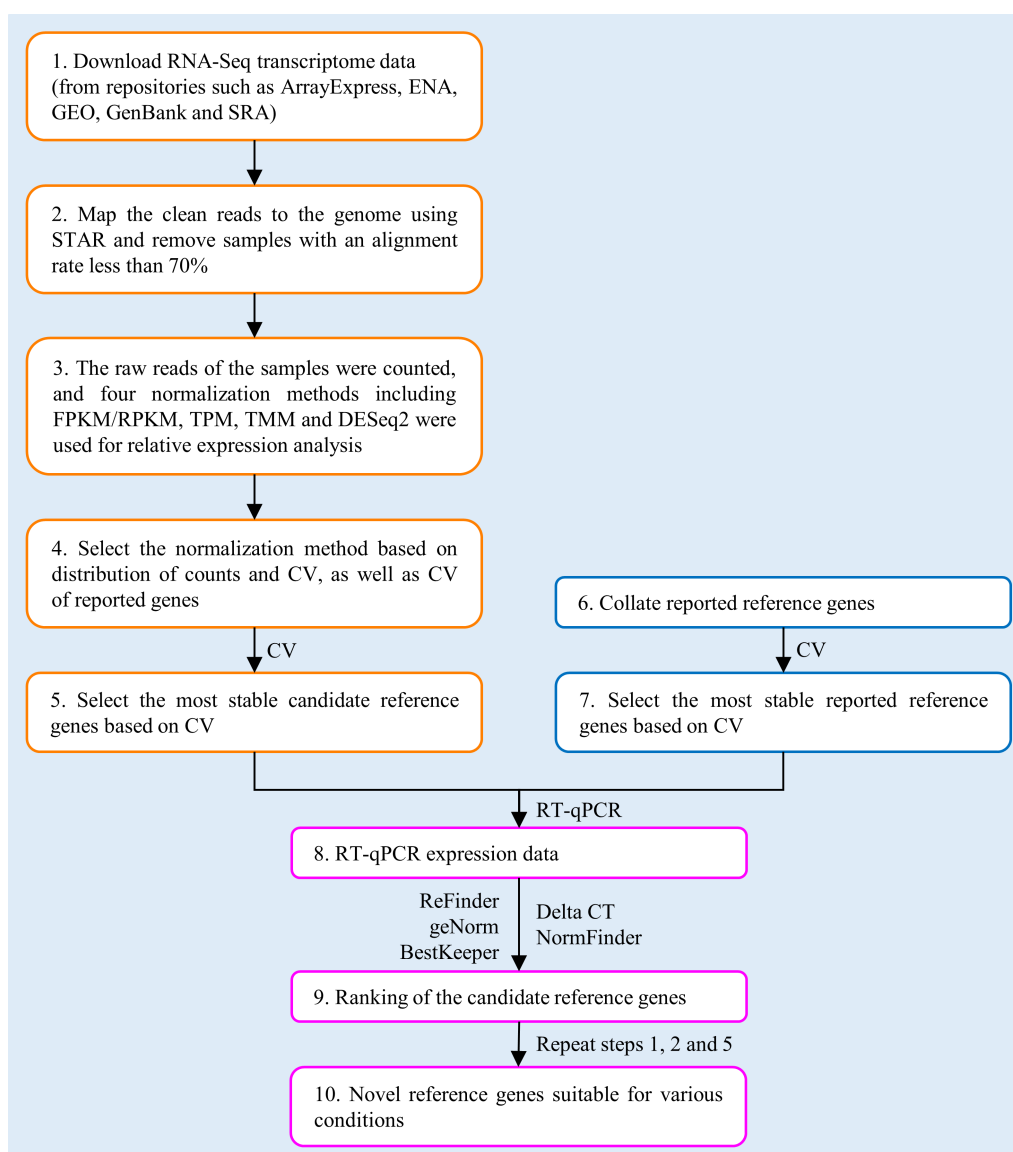 1. Download RNA-Seq transcriptome data
(from repositories such as ArrayExpress, ENA,
GEO, GenBank and SRA)
2. Map the clean reads to the genome using
STAR and remove samples with an alignment
rate less than 70%
3. The raw reads of the samples were counted,
and four normalization methods including
FPKM/RPKM, TPM, TMM and DESeq2 were
used for relative expression analysis
4. Select the normalization method based on
distribution of counts and CV, as well as CV
of reported genes
CV
5. Select the most stable candidate reference
genes based on CV
6. Collate reported reference genes
CV
7. Select the most stable reported reference
genes based on CV
RT-qPCR
8. RT-qPCR expression data
ReFinder
geNorm
BestKeeper
Delta CT
NormFinder
9. Ranking of the candidate reference genes
Repeat steps 1, 2 and 5
10. Novel reference genes suitable for various
conditions